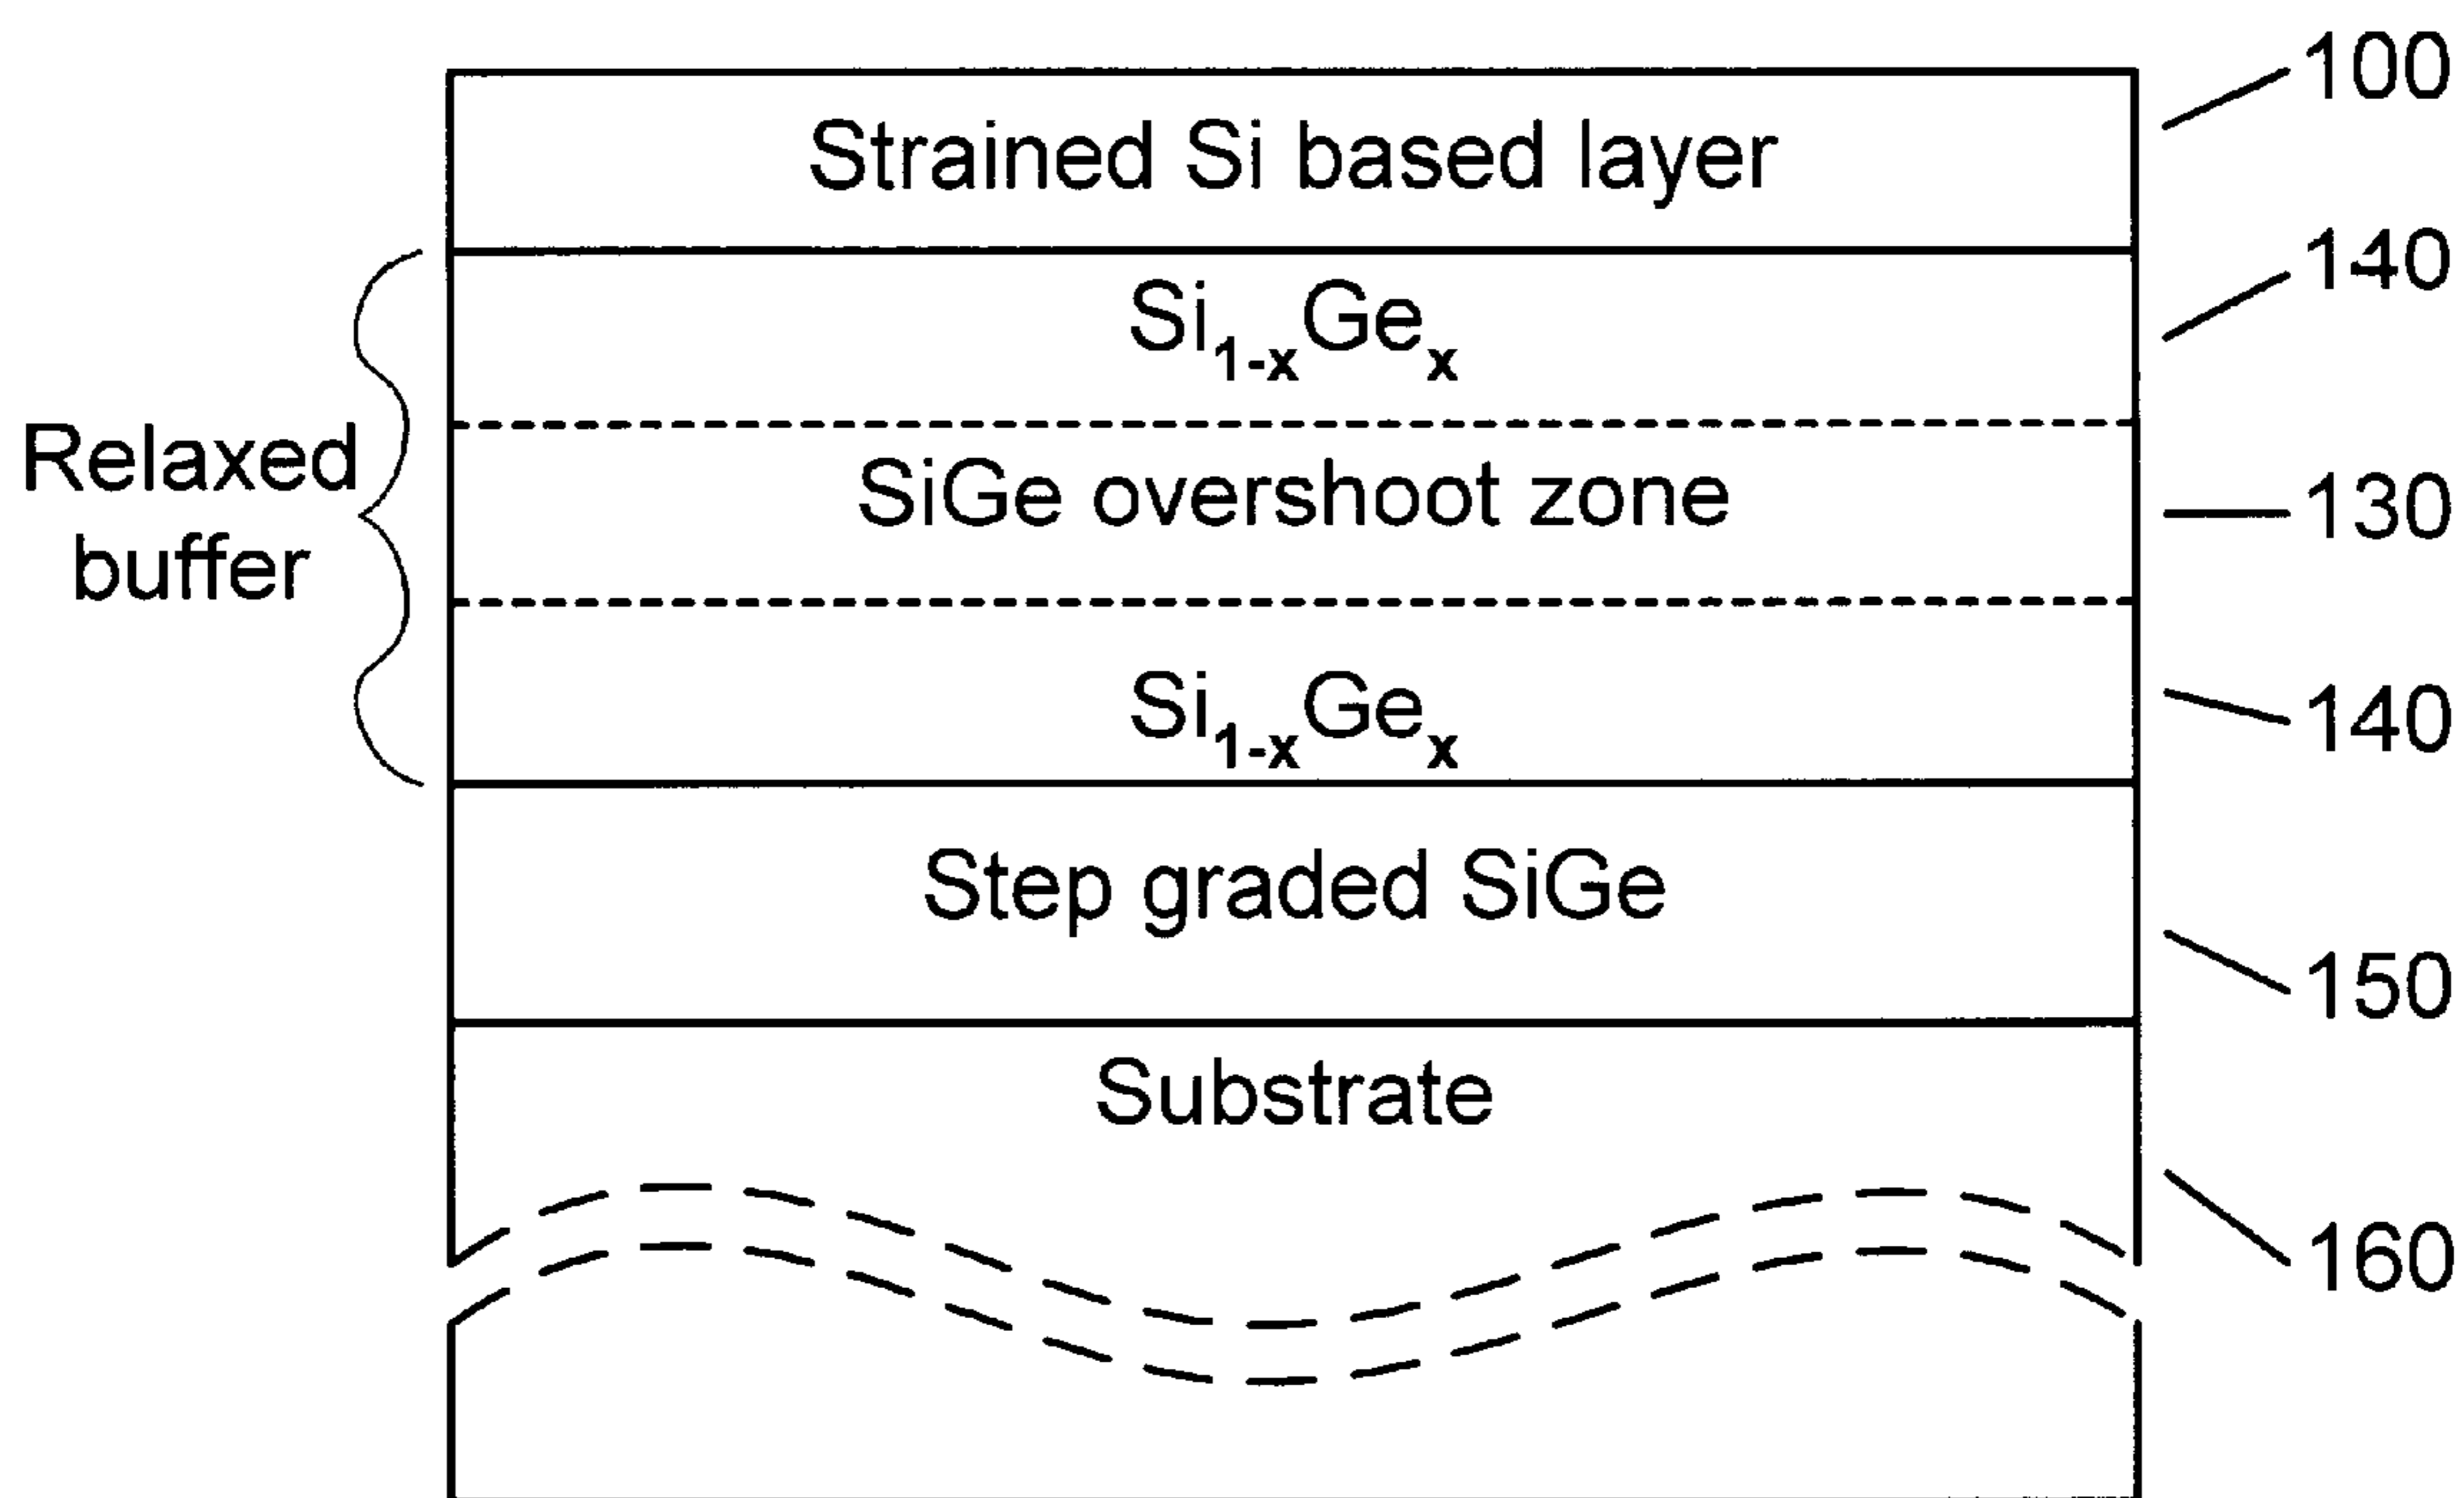 100
Strained Si based layer
140
Si1-xGex
Relaxed
buffer
SiGe overshoot zone
130
Si1-xGex
140
Step graded SiGe
150
Substrate
160